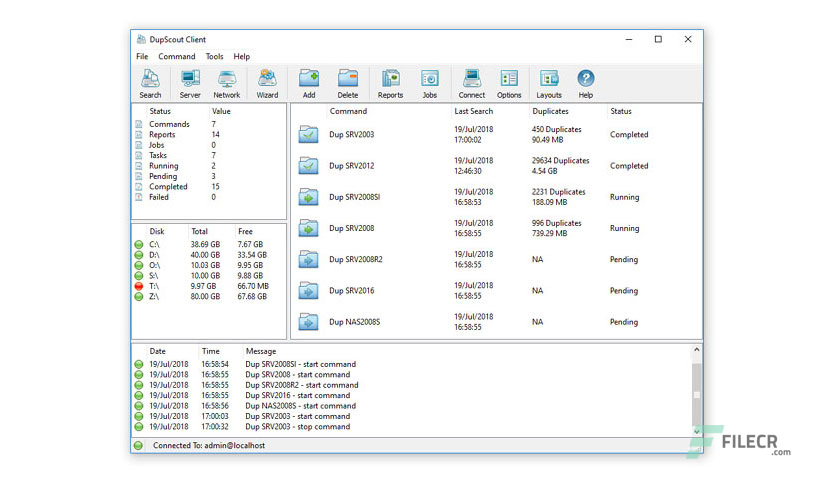 DupScout Client
File Command Tools Help
Search Server Network Wizard Add Delete Reports Jobs Connect Options Layouts Help
Status Value
Commands 7
Reports 14
Jobs 0
Tasks 7
Running 2
Pending 3
Completed 15
Failed 0
Disk Total Free
C:\ 38.69 GB 7.67 GB
D:\ 40.00 GB 33.54 GB
O:\ 10.03 GB 9.95 GB
S:\ 10.00 GB 9.88 GB
T:\ 9.97 GB 66.70 MB
Z:\ 80.00 GB 67.68 GB
Command Last Search Duplicates Status
Dup SRV2003 19/Jul/2018 17:00:02 450 Duplicates 90.49 MB Completed
Dup SRV2012 19/Jul/2018 12:46:30 29634 Duplicates 4.54 GB Completed
Dup SRV2008SI 19/Jul/2018 16:58:53 2231 Duplicates 188.09 MB Running
Dup SRV2008 19/Jul/2018 16:58:55 996 Duplicates 739.29 MB Running
Dup SRV2008R2 19/Jul/2018 16:58:55 NA Pending
Dup SRV2016 19/Jul/2018 16:58:55 NA Pending
Dup NAS2008S 19/Jul/2018 16:58:55 NA Pending
Date Time Message
19/Jul/2018 16:58:54 Dup SRV2008SI - start command
19/Jul/2018 16:58:55 Dup SRV2008 - start command
19/Jul/2018 16:58:55 Dup SRV2008R2 - start command
19/Jul/2018 16:58:55 Dup SRV2016 - start command
19/Jul/2018 16:58:56 Dup NAS2008S - start command
19/Jul/2018 17:00:03 Dup SRV2003 - start command
19/Jul/2018 17:00:32 Dup SRV2003 - stop command
Connected To: admin@localhost
FILECR
.com